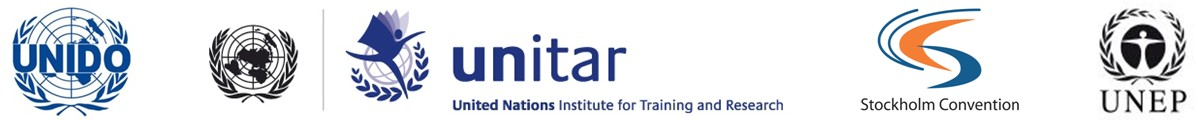 UNIDO
unitar
United Nations Institute for Training and Research
Stockholm Convention
UNEP